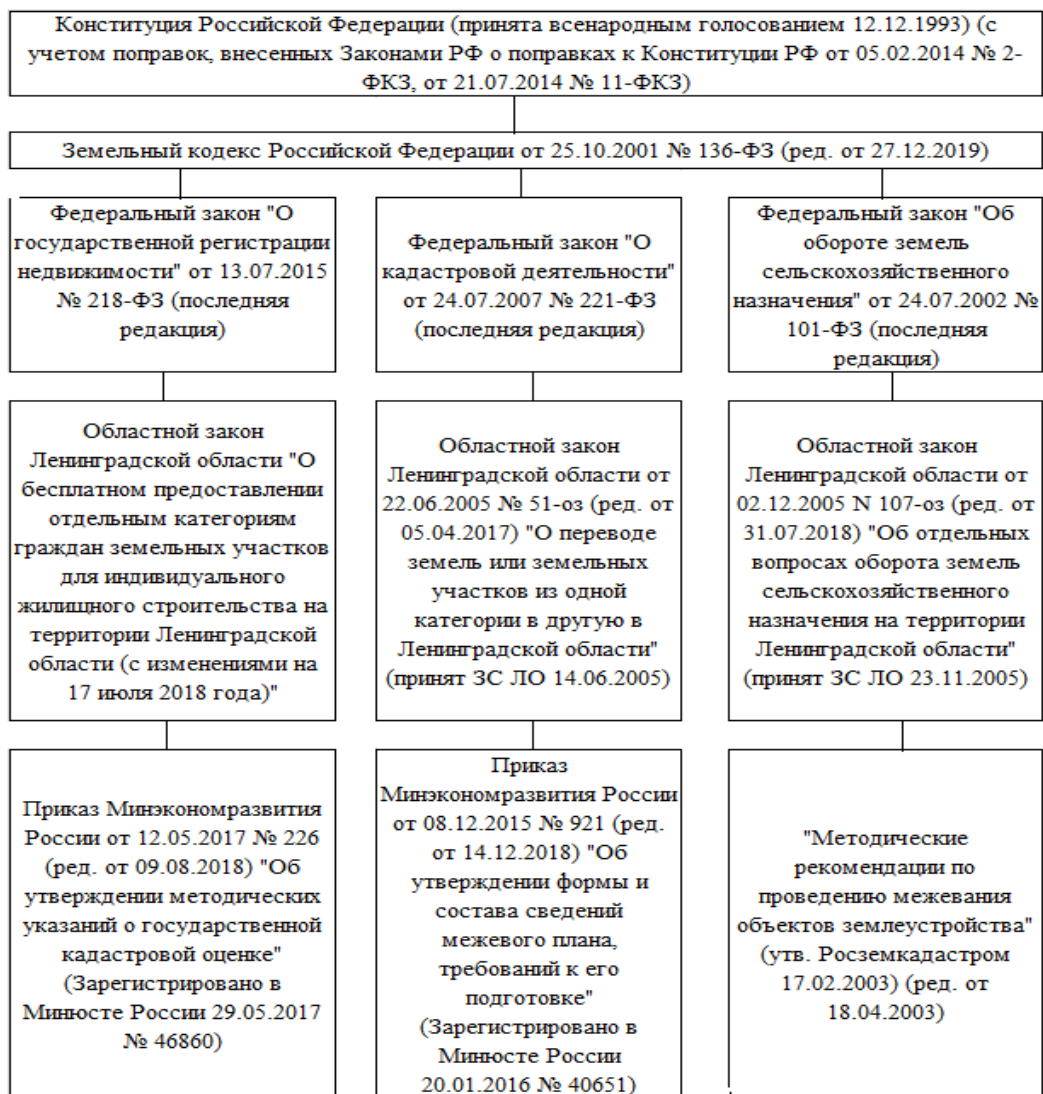 Конституция Российской Федерации (принята всенародным голосованием 12.12.1993) (с
учетом поправок, внесенных Законами РФ о поправках к Конституции РФ от 05.02.2014 № 2-
ФКЗ, от 21.07.2014 № 11-ФКЗ)
Земельный кодекс Российской Федерации от 25.10.2001 № 136-ФЗ (ред. от 27.12.2019)
Федеральный закон "О
государственной регистрации
недвижимости" от 13.07.2015
№ 218-ФЗ (последняя
редакция)
Федеральный закон "О
кадастровой деятельности"
от 24.07.2007 № 221-ФЗ
(последняя редакция)
Федеральный закон "Об
обороте земель
сельскохозяйственного
назначения" от 24.07.2002 №
101-ФЗ (последняя
редакция)
Областной закон
Ленинградской области "О
бесплатном предоставлении
отдельным категориям
граждан земельных участков
для индивидуального
жилищного строительства на
территории Ленинградской
области (с изменениями на
17 июля 2018 года)"
Областной закон
Ленинградской области от
22.06.2005 № 51-оз (ред. от
05.04.2017) "О переводе
земель или земельных
участков из одной
категории в другую в
Ленинградской области"
(принят ЗС ЛО 14.06.2005)
Областной закон
Ленинградской области от
02.12.2005 N 107-оз (ред. от
31.07.2018) "Об отдельных
вопросах оборота земель
сельскохозяйственного
назначения на территории
Ленинградской области"
(принят ЗС ЛО 23.11.2005)
Приказ Минэкономразвития
России от 12.05.2017 № 226
(ред. от 09.08.2018) "Об
утверждении методических
указаний о государственной
кадастровой оценке"
(Зарегистрировано в
Минюсте России 29.05.2017
№ 46860)
Приказ
Минэкономразвития России
от 08.12.2015 № 921 (ред.
от 14.12.2018) "Об
утверждении формы и
состава сведений
межевого плана,
требований к его
подготовке"
(Зарегистрировано в
Минюсте России
20.01.2016 № 40651)
"Методические
рекомендации по
проведению межевания
объектов землеустройства"
(утв. Росземкадастром
17.02.2003) (ред. от
18.04.2003)